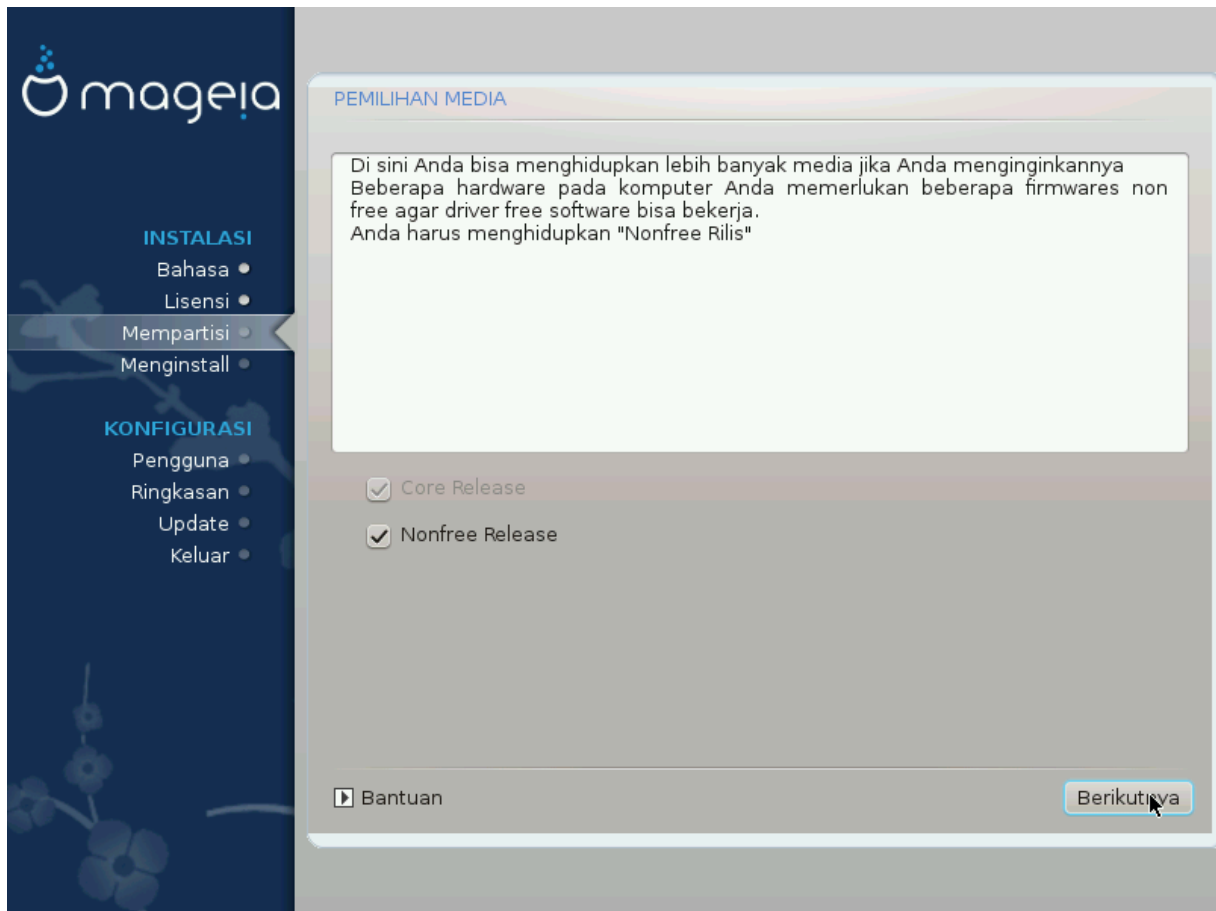 mageia
INSTALASI
Bahasa
Lisensi
Mempartisi
Menginstall
KONFIGURASI
Pengguna
Ringkasan
Update
Keluar
PEMILIHAN MEDIA
Di sini Anda bisa menghidupkan lebih banyak media jika Anda menginginkannya
Beberapa hardware pada komputer Anda memerlukan beberapa firmwares non
free agar driver free software bisa bekerja.
Anda harus menghidupkan "Nonfree Rilis"
Core Release
Nonfree Release
Bantuan
Berikutnya